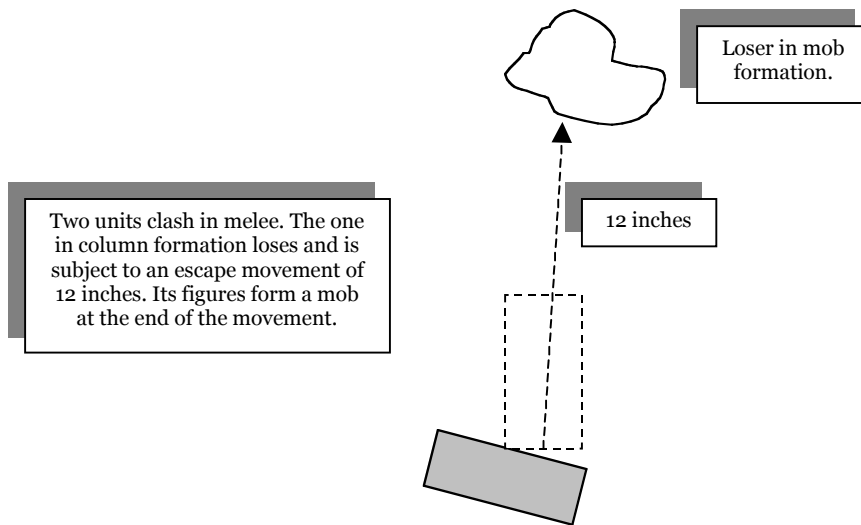 Loser in mob
formation.
12 inches
Two units clash in melee. The one
in column formation loses and is
subject to an escape movement of
12 inches. Its figures form a mob
at the end of the movement.